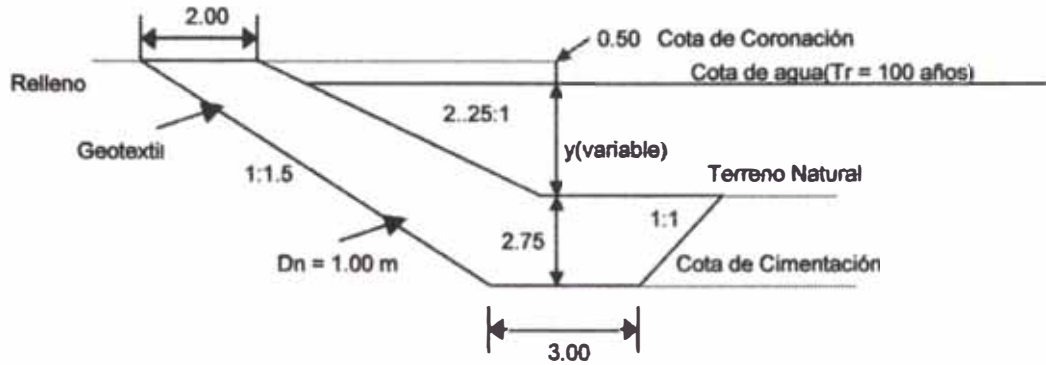 2.00
0.50 Cota de Coronación
Relleno
Cota de agua(Tr = 100 años)
2..25:1
Geotextil
y(variable)
1:1.5
Terreno Natural
1:1
2.75
Dn = 1.00 m
Cota de Cimentación
3.00